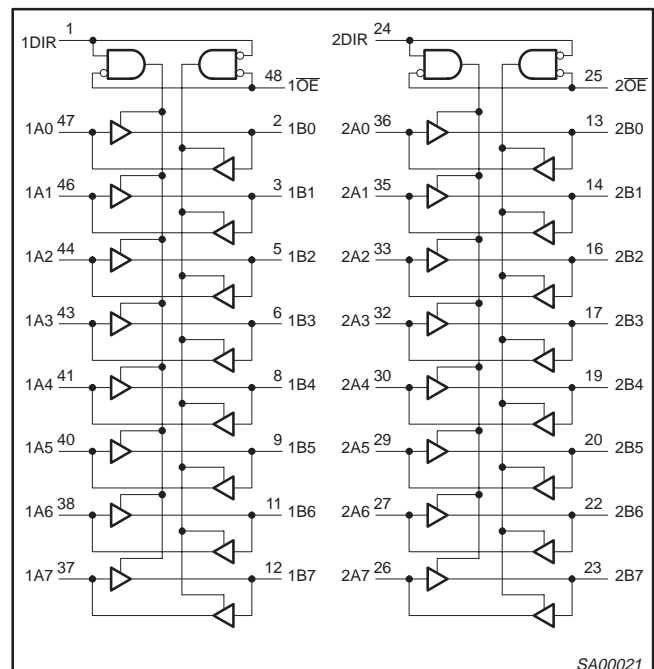 1DIR 1 2DIR 24
48 1O̅E̅ 25 2O̅E̅
1A0 47 2 1B0 2A0 36 13 2B0
1A1 46 3 1B1 2A1 35 14 2B1
1A2 44 5 1B2 2A2 33 16 2B2
1A3 43 6 1B3 2A3 32 17 2B3
1A4 41 8 1B4 2A4 30 19 2B4
1A5 40 9 1B5 2A5 29 20 2B5
1A6 38 11 1B6 2A6 27 22 2B6
1A7 37 12 1B7 2A7 26 23 2B7
SA00021